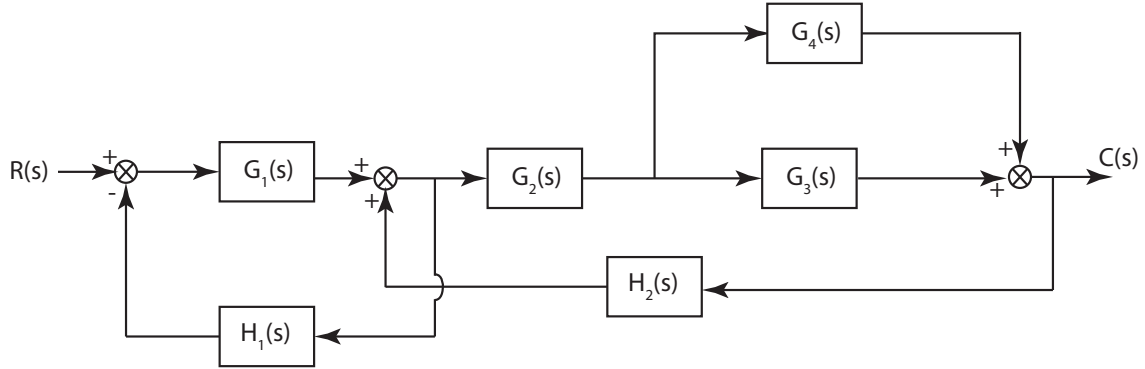 G₄(s)
+
R(s)
+
-
G₁(s)
+
+
G₂(s)
G₃(s)
+
C(s)
H₂(s)
H₁(s)